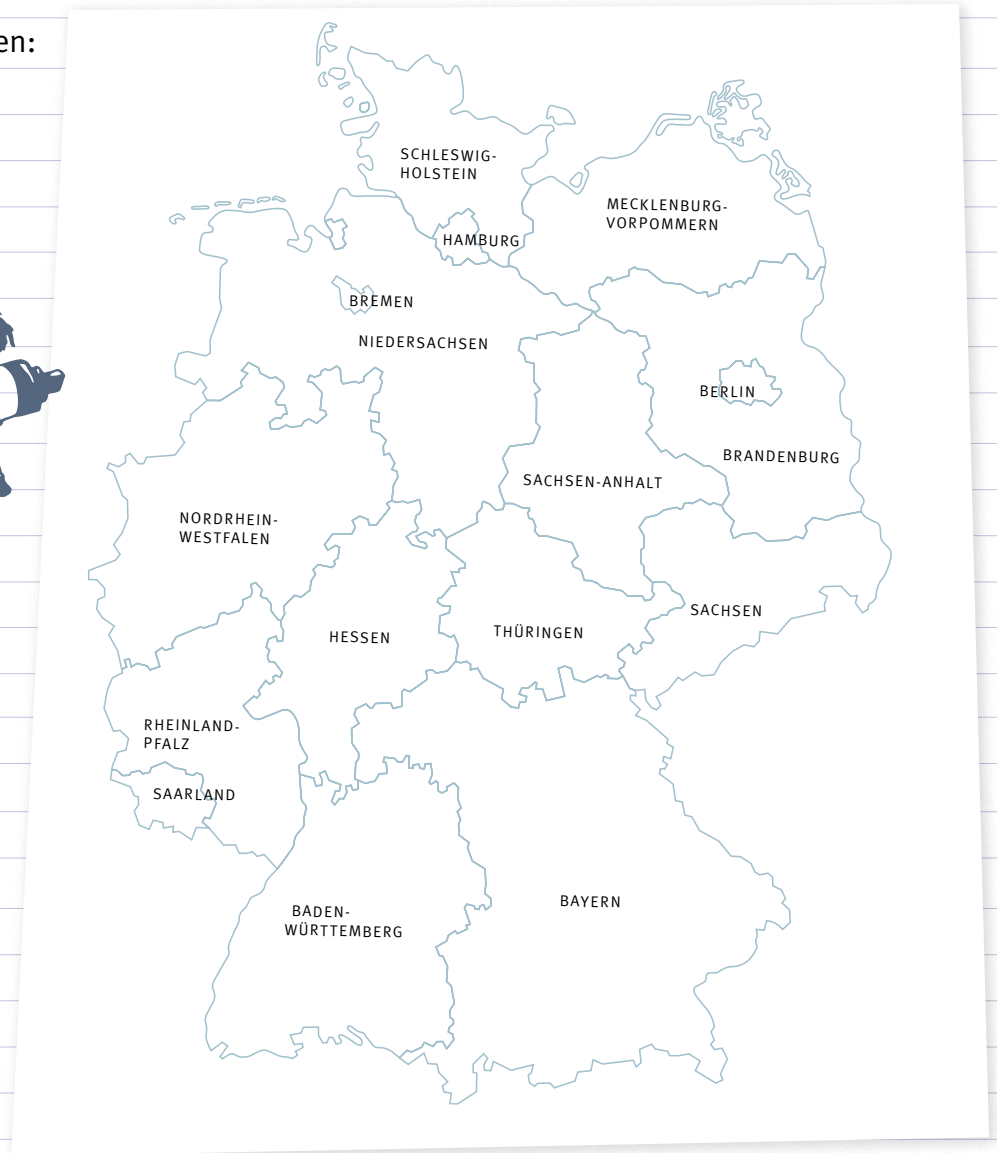 en:
SCHLESWIG-
HOLSTEIN
MECKLENBURG-
VORPOMMERN
HAMBURG
BREMEN
NIEDERSACHSEN
BERLIN
BRANDENBURG
SACHSEN-ANHALT
NORDRHEIN-
WESTFALEN
SACHSEN
HESSEN
THÜRINGEN
RHEINLAND-
PFALZ
SAARLAND
BAYERN
BADEN-
WÜRTTEMBERG